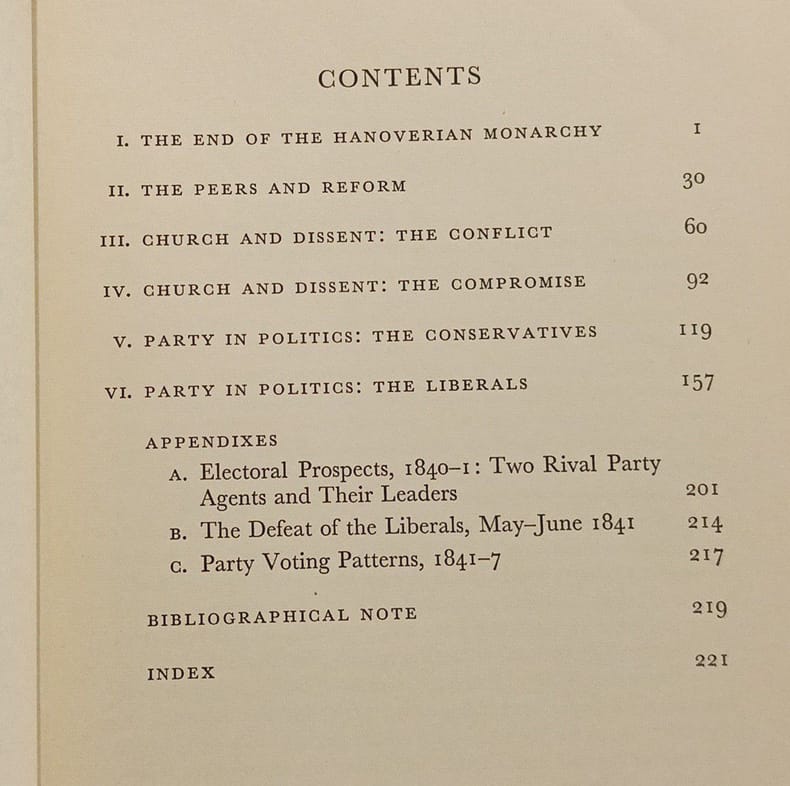 CONTENTS
I. THE END OF THE HANOVERIAN MONARCHY 1
II. THE PEERS AND REFORM 30
III. CHURCH AND DISSENT: THE CONFLICT 60
IV. CHURCH AND DISSENT: THE COMPROMISE 92
V. PARTY IN POLITICS: THE CONSERVATIVES 119
VI. PARTY IN POLITICS: THE LIBERALS 157
APPENDIXES
A. Electoral Prospects, 1840–1: Two Rival Party
Agents and Their Leaders 201
B. The Defeat of the Liberals, May–June 1841 214
C. Party Voting Patterns, 1841–7 217
BIBLIOGRAPHICAL NOTE 219
INDEX 221